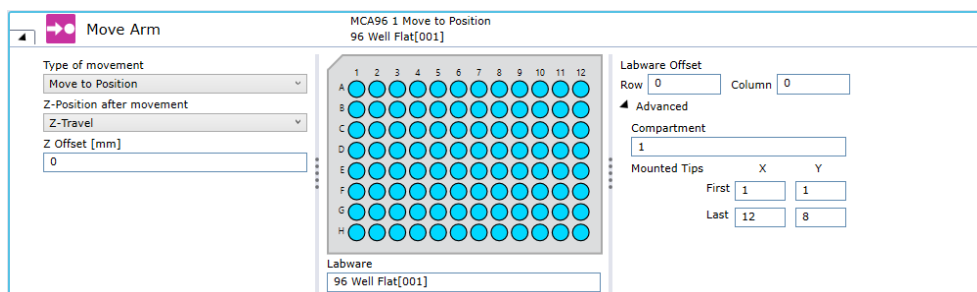 Move Arm
MCA96 1 Move to Position
96 Well Flat[001]
Type of movement
Move to Position
Z-Position after movement
Z-Travel
Z Offset [mm]
0
1 2 3 4 5 6 7 8 9 10 11 12
A
B
C
D
E
F
G
H
Labware
96 Well Flat[001]
Labware Offset
Row 0 Column 0
Advanced
Compartment
1
Mounted Tips X Y
First 1 1
Last 12 8